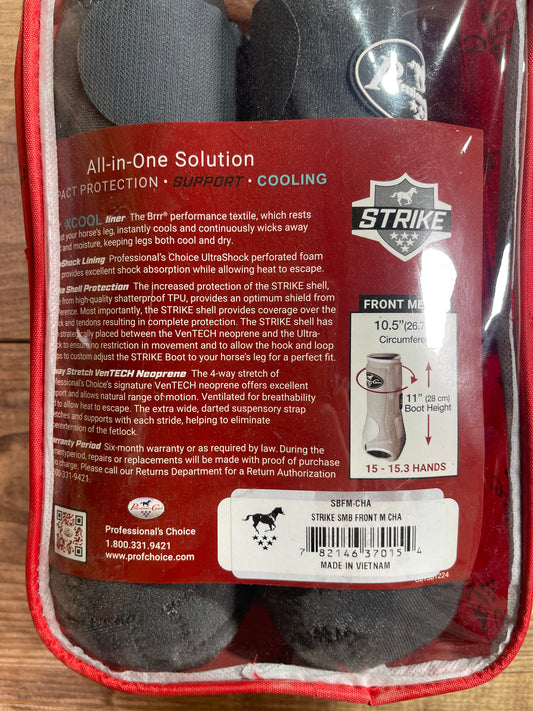 All-in-One Solution
PROTECTION • SUPPORT • COOLING
XCOOL liner The Brrr® performance textile, which rests
your horse's leg, instantly cools and continuously wicks away
and moisture, keeping legs both cool and dry.
Lining Professional's Choice UltraShock perforated foam
provides excellent shock absorption while allowing heat to escape.
Shell Protection The increased protection of the STRIKE shell,
from high-quality shatterproof TPU, provides an optimum shield from
Most importantly, the STRIKE shell provides coverage over the
and tendons resulting in complete protection. The STRIKE shell has
placed between the VenTECH neoprene and the Ultra-
to ensure no restriction in movement and to allow the hook and loop
to custom adjust the STRIKE Boot to your horse's leg for a perfect fit.
Stretch VenTECH Neoprene The 4-way stretch of
Professional's Choice's signature VenTECH neoprene offers excellent
and allows natural range of motion. Ventilated for breathability
to allow heat to escape. The extra wide, darted suspensory strap
and supports with each stride, helping to eliminate
of the fetlock.
Warranty Period Six-month warranty or as required by law. During the
period, repairs or replacements will be made with proof of purchase
charge. Please call our Returns Department for a Return Authorization
Professional's Choice
1.800.331.9421
www.profchoice.com
STRIKE
FRONT
10.5"
11" (28 cm)
Boot Height
15 - 15.3 HANDS
SBFM-CHA
STRIKE SMB FRONT M CHA
7 82146 37015 4
MADE IN VIETNAM